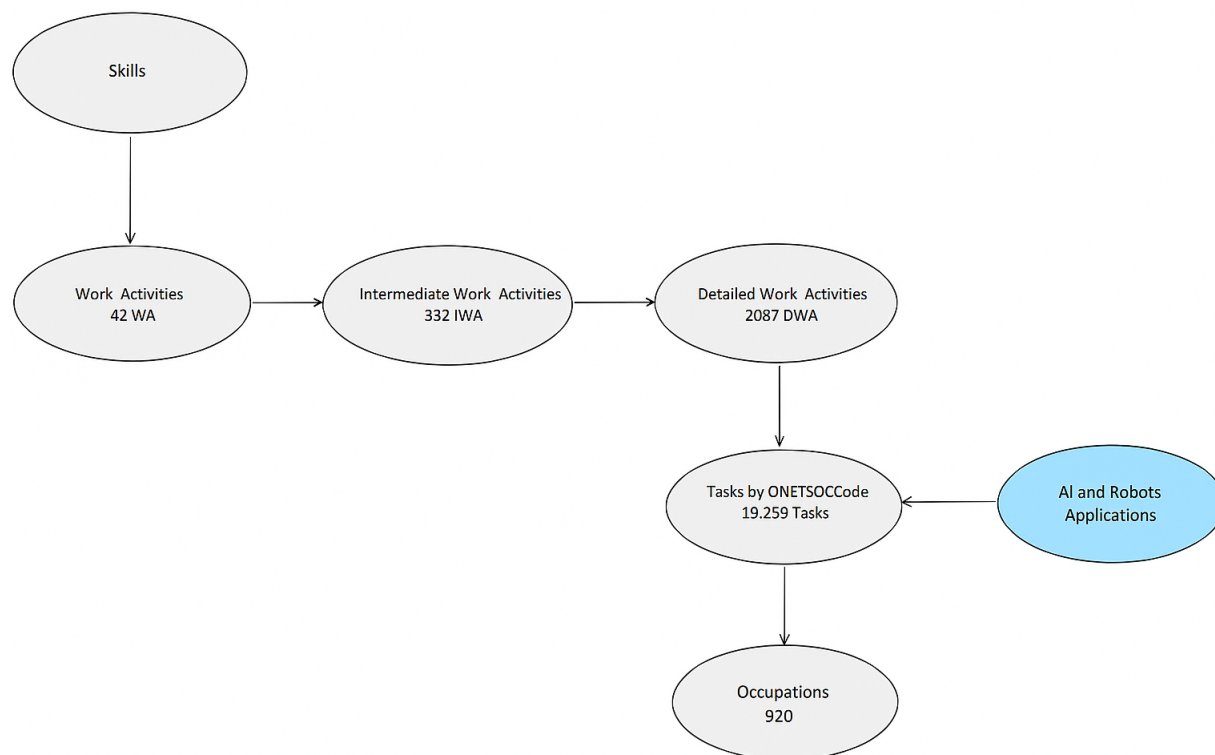 Skills
Work Activities
42 WA
Intermediate Work Activities
332 IWA
Detailed Work Activities
2087 DWA
Tasks by ONETSOCCode
19.259 Tasks
AI and Robots
Applications
Occupations
920